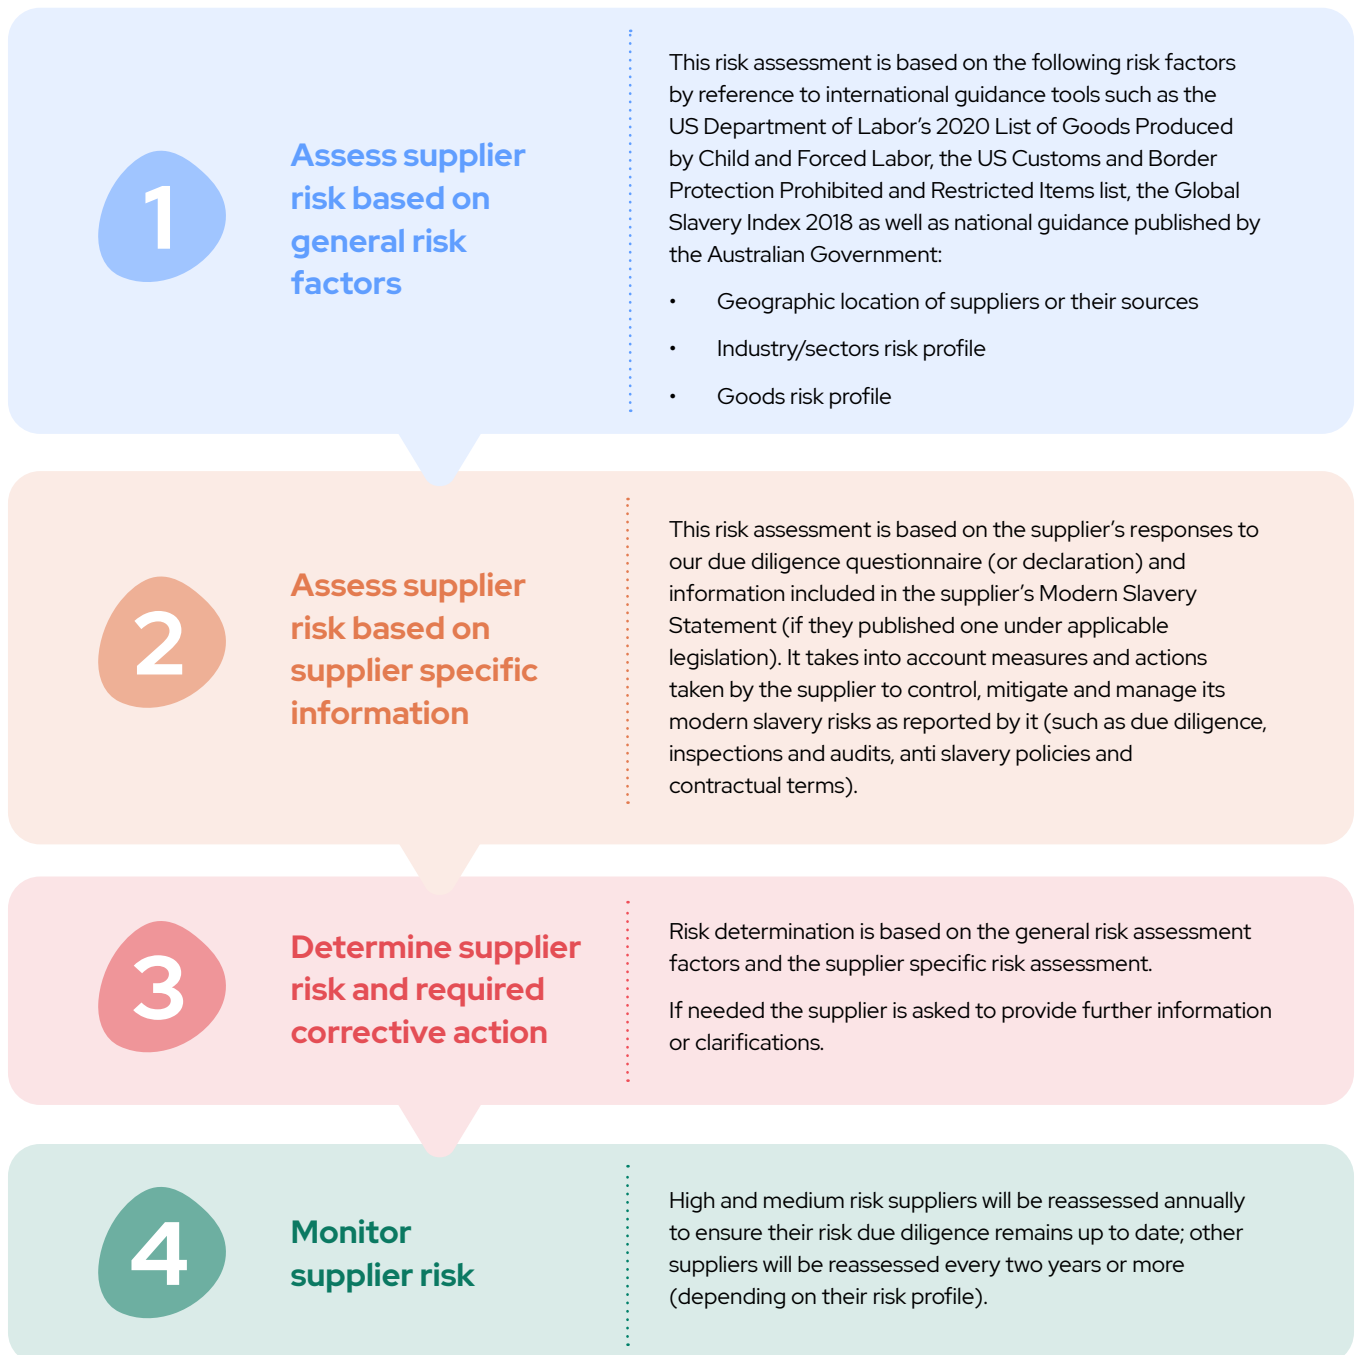 1
Assess supplier
risk based on
general risk
factors
This risk assessment is based on the following risk factors
by reference to international guidance tools such as the
US Department of Labor’s 2020 List of Goods Produced
by Child and Forced Labor, the US Customs and Border
Protection Prohibited and Restricted Items list, the Global
Slavery Index 2018 as well as national guidance published by
the Australian Government:
• Geographic location of suppliers or their sources
• Industry/sectors risk profile
• Goods risk profile
2
Assess supplier
risk based on
supplier specific
information
This risk assessment is based on the supplier’s responses to
our due diligence questionnaire (or declaration) and
information included in the supplier’s Modern Slavery
Statement (if they published one under applicable
legislation). It takes into account measures and actions
taken by the supplier to control, mitigate and manage its
modern slavery risks as reported by it (such as due diligence,
inspections and audits, anti slavery policies and
contractual terms).
3
Determine supplier
risk and required
corrective action
Risk determination is based on the general risk assessment
factors and the supplier specific risk assessment.
If needed the supplier is asked to provide further information
or clarifications.
4
Monitor
supplier risk
High and medium risk suppliers will be reassessed annually
to ensure their risk due diligence remains up to date; other
suppliers will be reassessed every two years or more
(depending on their risk profile).